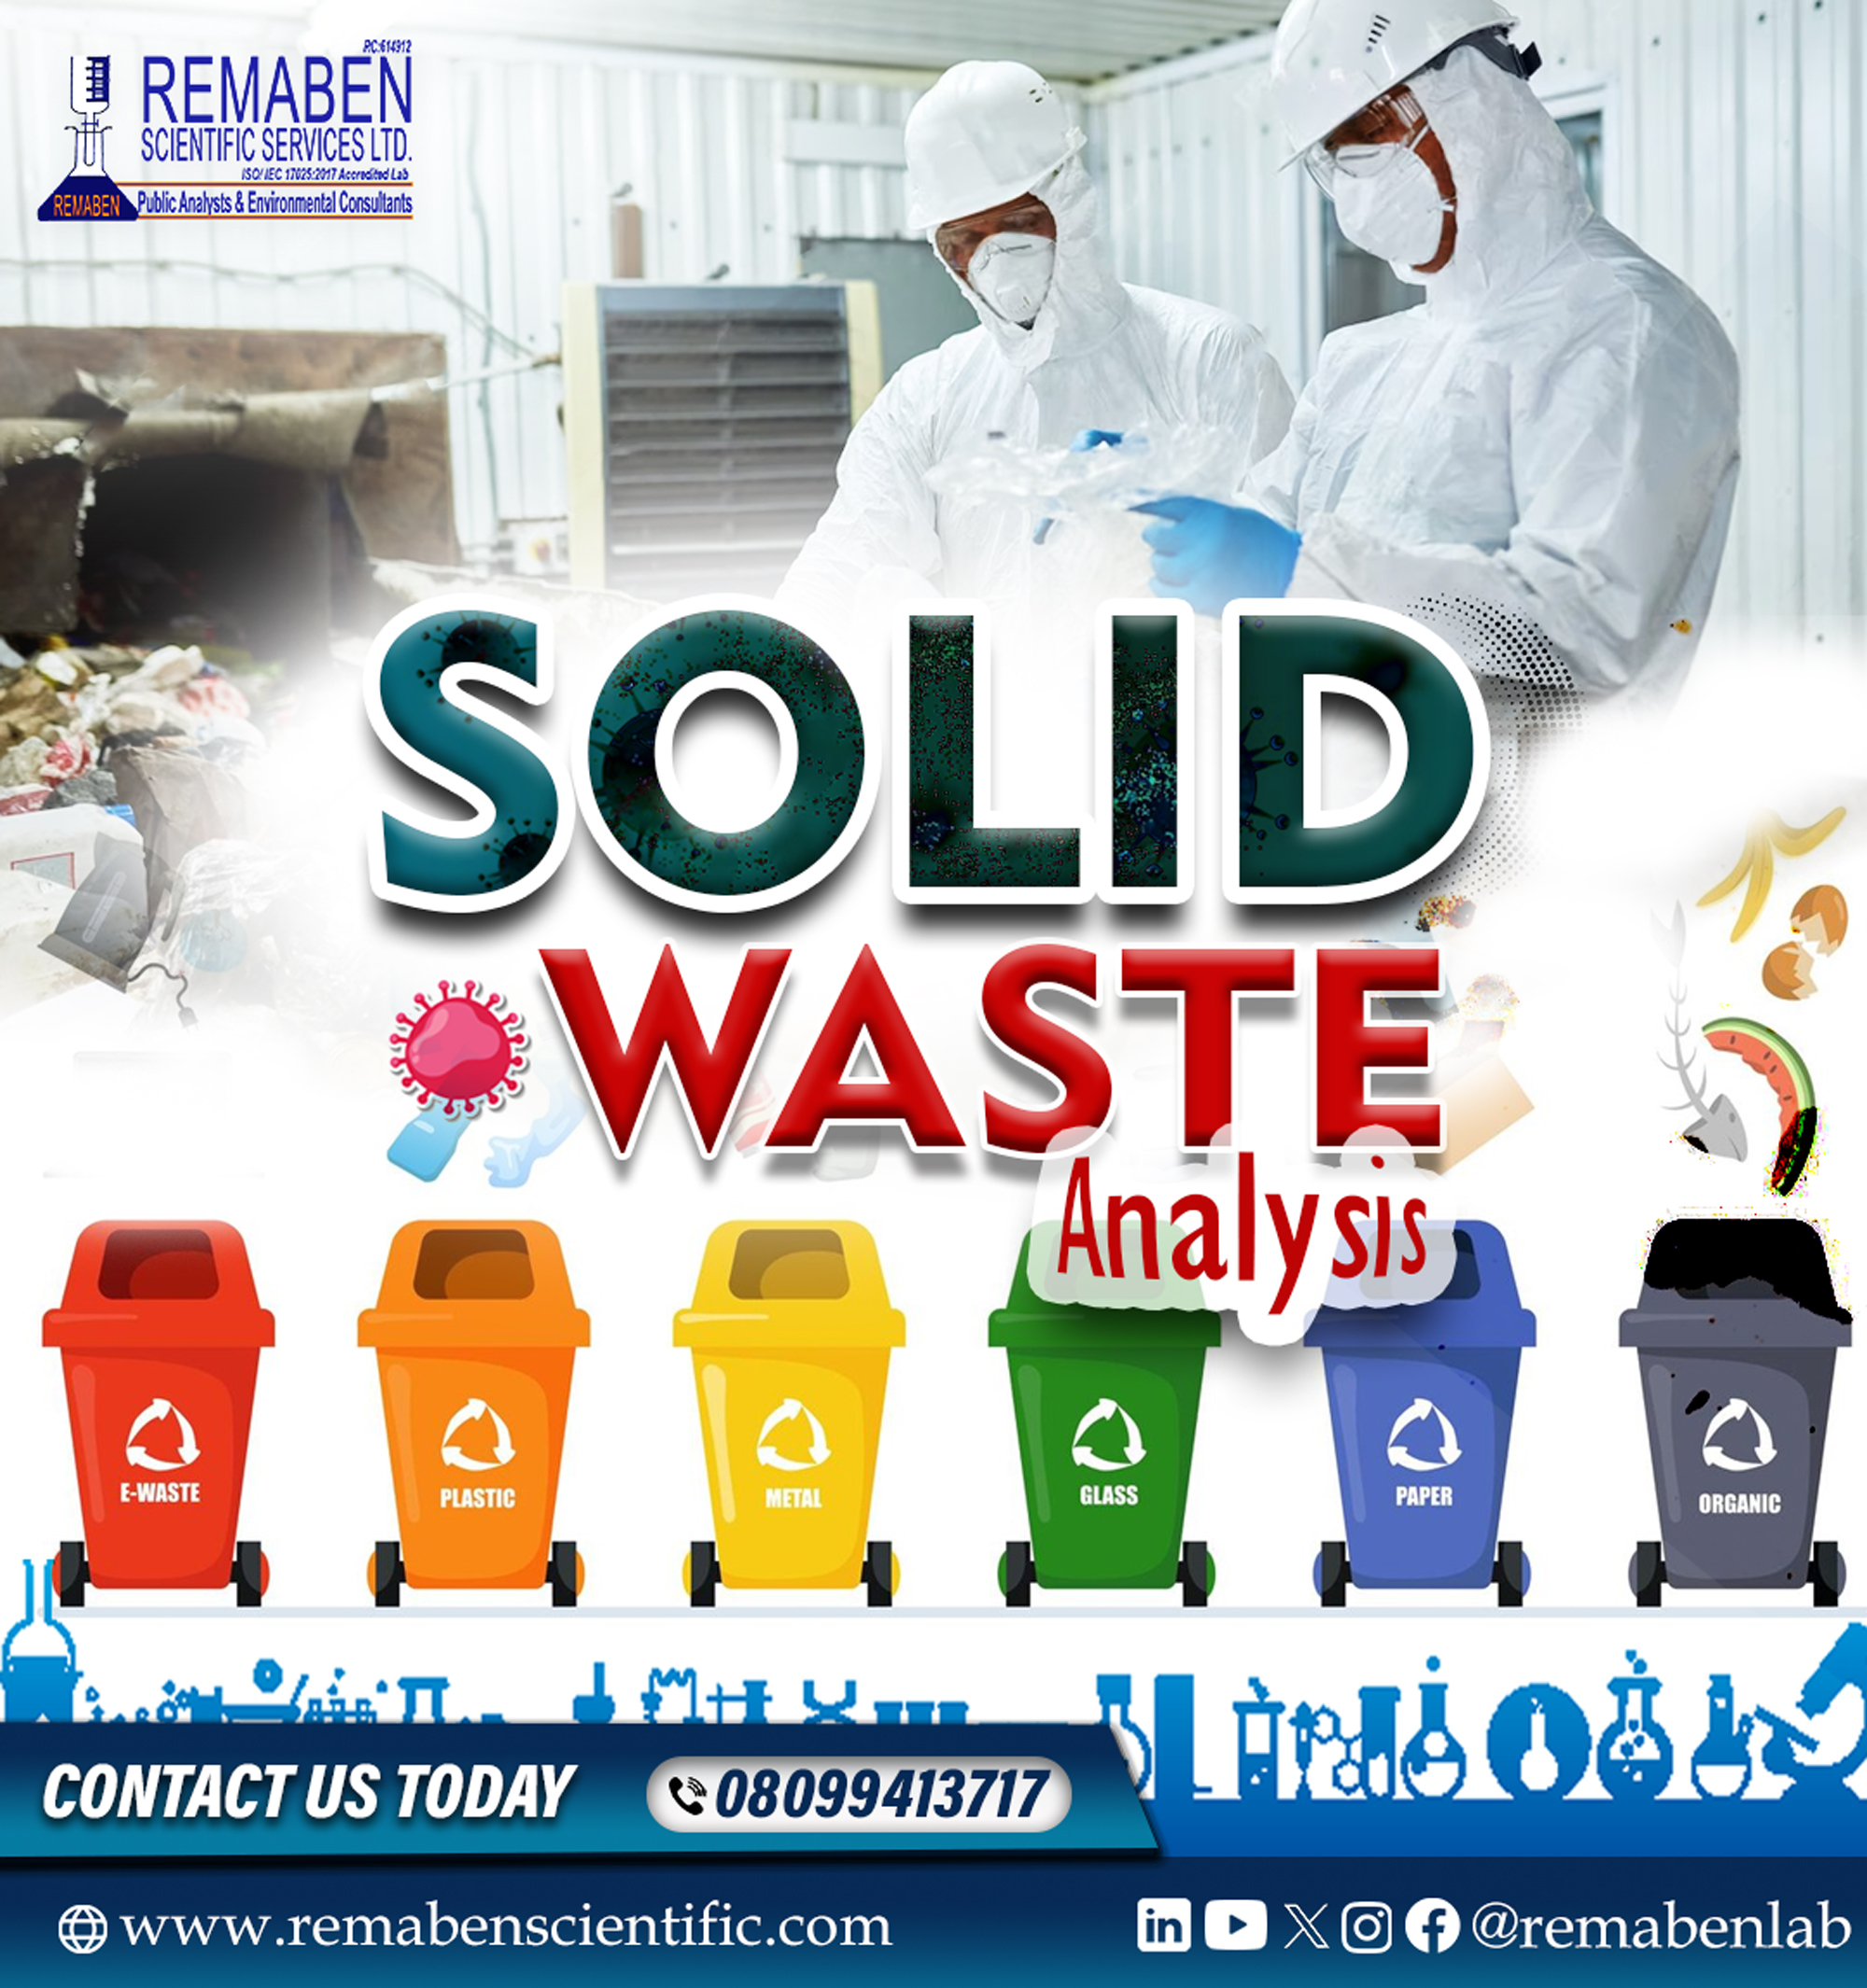 RC:614912
REMABEN
SCIENTIFIC SERVICES LTD.
ISO/ IEC 17025:2017 Accredited Lab
REMABEN
Public Analysts & Environmental Consultants
SOLID
WASTE
Analysis
E-WASTE
PLASTIC
METAL
GLASS
PAPER
ORGANIC
CONTACT US TODAY
08099413717
www.remabenscientific.com
@remabenlab